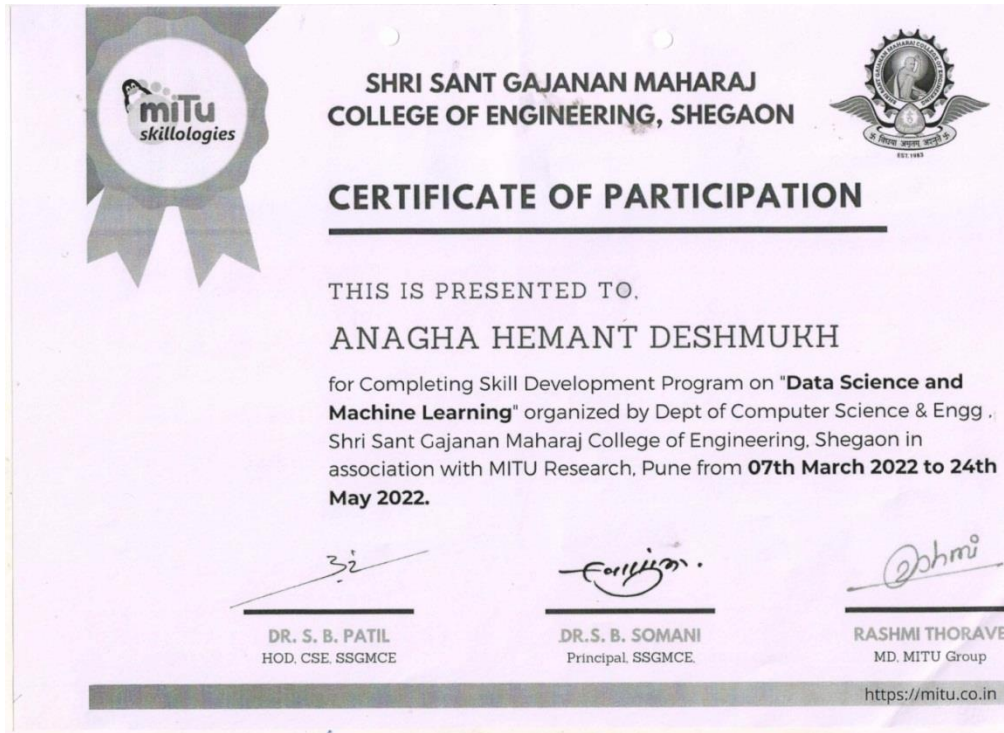 miTu
skillologies
SHRI SANT GAJANAN MAHARAJ
COLLEGE OF ENGINEERING, SHEGAON
EST. 1983
CERTIFICATE OF PARTICIPATION
THIS IS PRESENTED TO,
ANAGHA HEMANT DESHMUKH
for Completing Skill Development Program on "Data Science and
Machine Learning" organized by Dept of Computer Science & Engg ,
Shri Sant Gajanan Maharaj College of Engineering, Shegaon in
association with MITU Research, Pune from 07th March 2022 to 24th
May 2022.
DR. S. B. PATIL
HOD, CSE, SSGMCE
DR.S. B. SOMANI
Principal, SSGMCE,
RASHMI THORAVE
MD, MITU Group
https://mitu.co.in